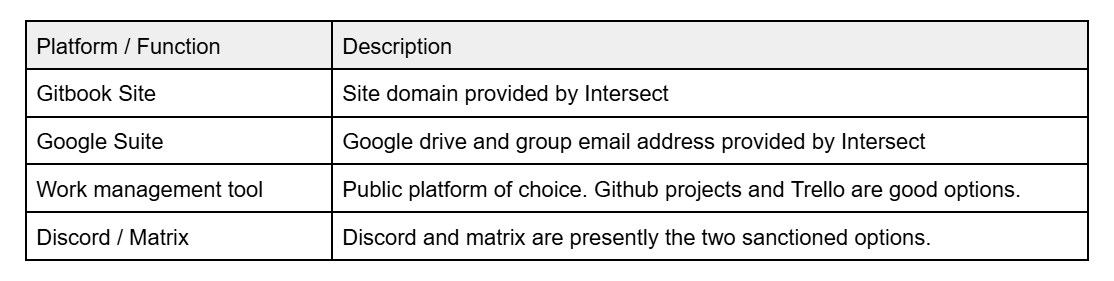 Platform / Function
Description
Gitbook Site
Site domain provided by Intersect
Google Suite
Google drive and group email address provided by Intersect
Work management tool
Public platform of choice. Github projects and Trello are good options.
Discord / Matrix
Discord and matrix are presently the two sanctioned options.